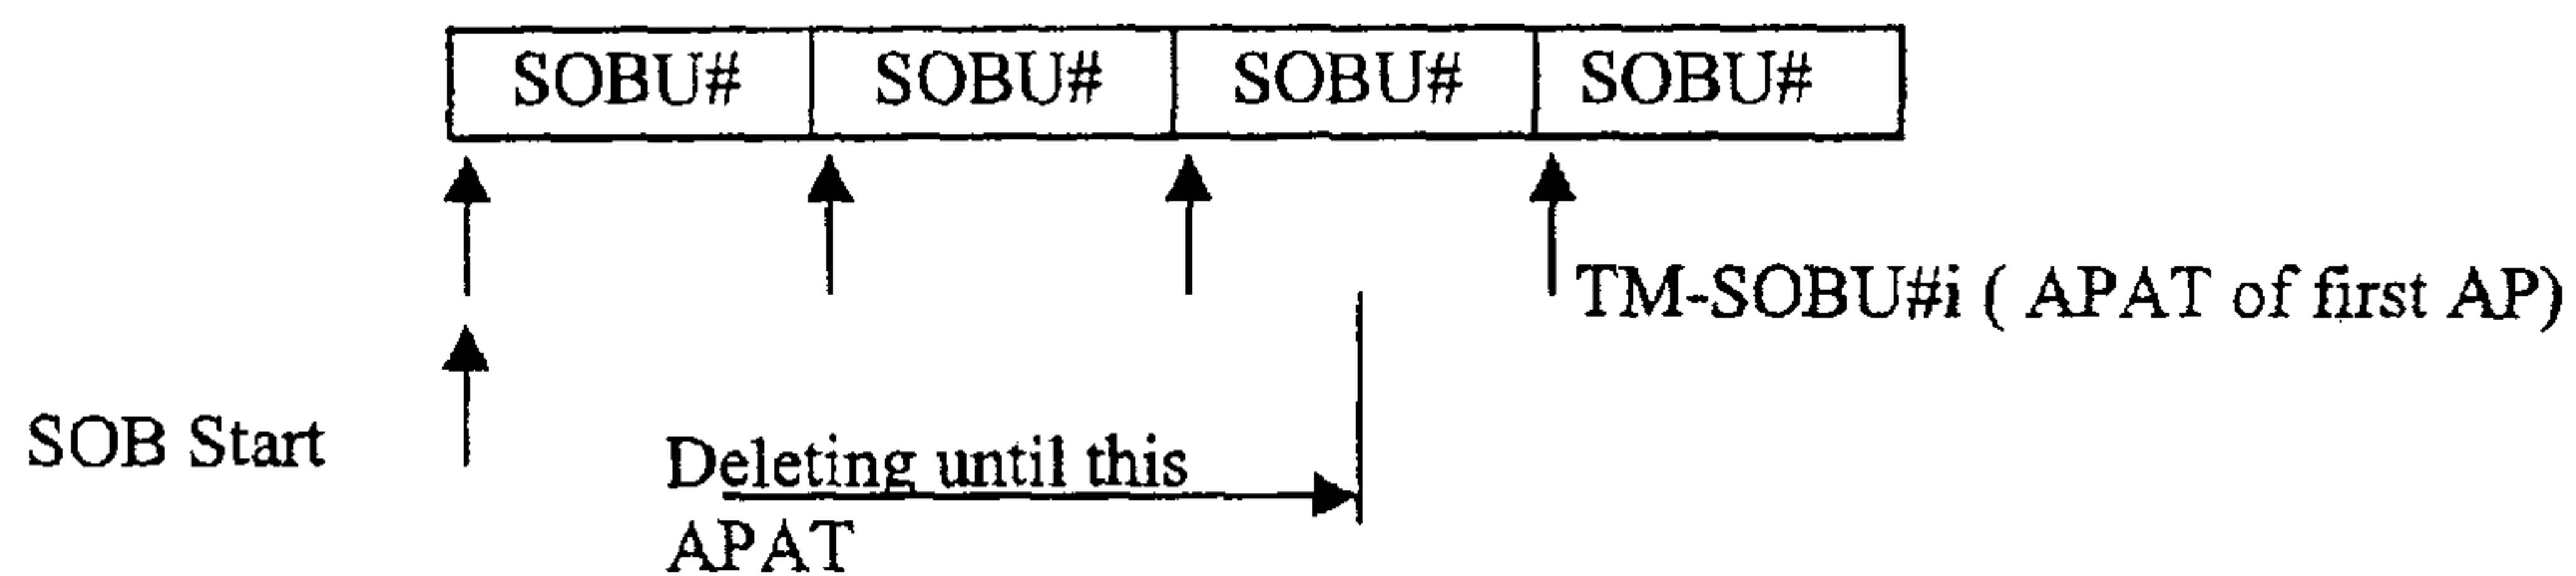 SOBU# SOBU# SOBU# SOBU#
TM-SOBU#i ( APAT of first AP)
SOB Start
Deleting until this
APAT